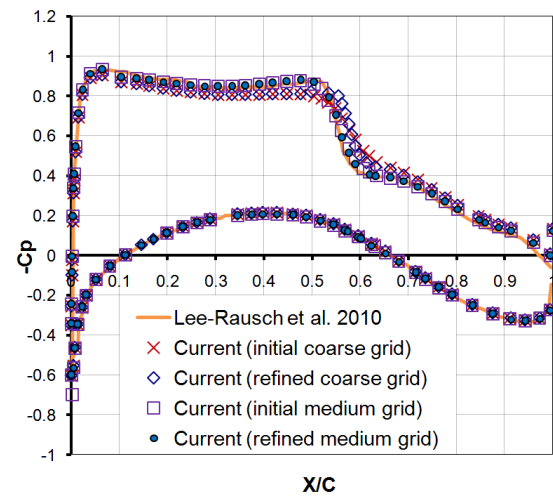 1.2
1
0.8
0.6
0.4
0.2
0
-0.2
-0.4
-0.6
-0.8
-1
-Cp
0 0.1 0.2 0.3 0.4 0.5 0.6 0.7 0.8 0.9 1
Lee-Rausch et al. 2010
Current (initial coarse grid)
Current (refined coarse grid)
Current (initial medium grid)
Current (refined medium grid)
X/C